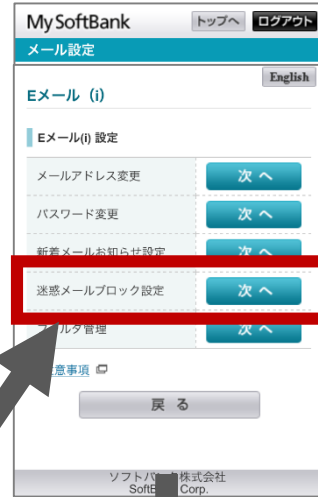 My SoftBank トップへ ログアウト
メール設定
English
Eメール（i）
Eメール(i) 設定
メールアドレス変更 次 へ
パスワード変更 次 へ
新着メールお知らせ設定 次 へ
迷惑メールブロック設定 次 へ
ルタ管理 次 へ
意事項
戻 る
ソフトバ 株式会社
Corp.